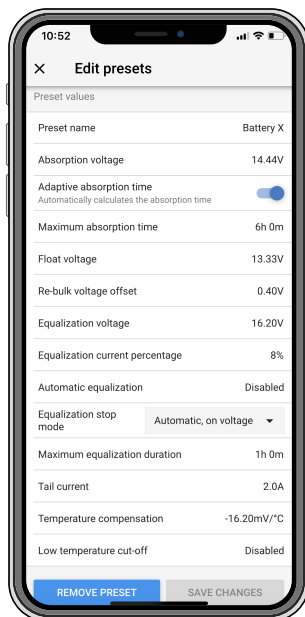 10:52
Edit presets
Preset values
Preset name Battery X
Absorption voltage 14.44V
Adaptive absorption time
Automatically calculates the absorption time
Maximum absorption time 6h 0m
Float voltage 13.33V
Re-bulk voltage offset 0.40V
Equalization voltage 16.20V
Equalization current percentage 8%
Automatic equalization Disabled
Equalization stop
mode Automatic, on voltage
Maximum equalization duration 1h 0m
Tail current 2.0A
Temperature compensation -16.20mV/°C
Low temperature cut-off Disabled
REMOVE PRESET SAVE CHANGES